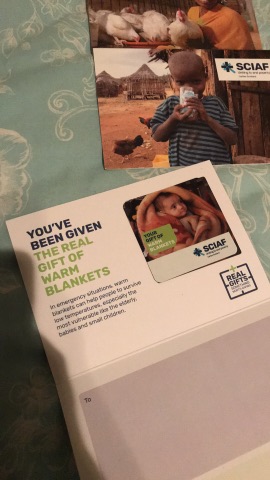 SCIAF
YOU'VE
BEEN GIVEN
THE REAL
GIFT OF
WARM
BLANKETS
In emergency situations, warm
blankets can help people to survive
low temperatures, especially the
most vulnerable like the elderly,
babies and small children.
YOUR
GIFT OF
WARM
BLANKETS
SCIAF
REAL
GIFTS
To